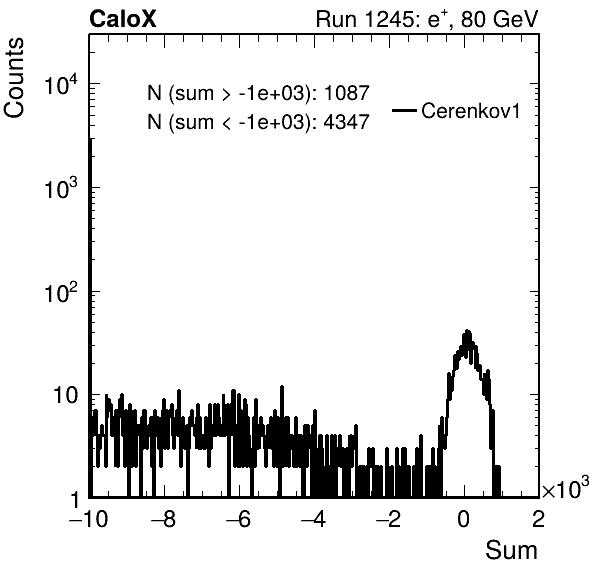 CaloX
Run 1245: e⁺, 80 GeV
Counts
N (sum > -1e+03): 1087
N (sum < -1e+03): 4347
Cerenkov1
10⁴
10³
10²
10
1
−10 −8 −6 −4 −2 0 2
×10³
Sum